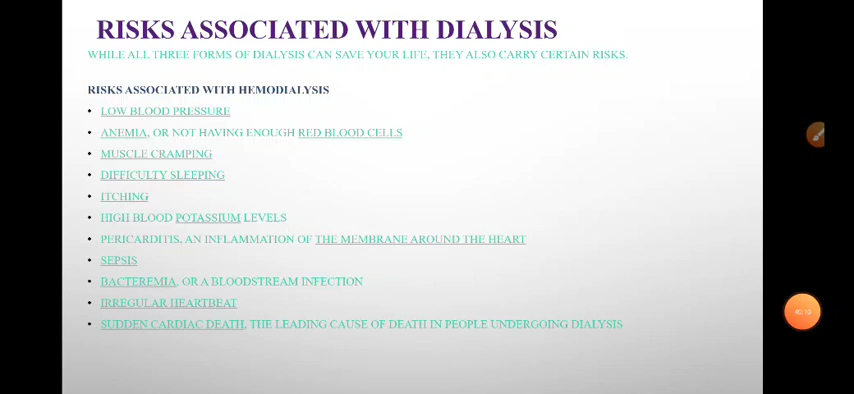 RISKS ASSOCIATED WITH DIALYSIS
WHILE ALL THREE FORMS OF DIALYSIS CAN SAVE YOUR LIFE, THEY ALSO CARRY CERTAIN RISKS.
RISKS ASSOCIATED WITH HEMODIALYSIS
• LOW BLOOD PRESSURE
• ANEMIA, OR NOT HAVING ENOUGH RED BLOOD CELLS
• MUSCLE CRAMPING
• DIFFICULTY SLEEPING
• ITCHING
• HIGH BLOOD POTASSIUM LEVELS
• PERICARDITIS, AN INFLAMMATION OF THE MEMBRANE AROUND THE HEART
• SEPSIS
• BACTEREMIA, OR A BLOODSTREAM INFECTION
• IRREGULAR HEARTBEAT
• SUDDEN CARDIAC DEATH, THE LEADING CAUSE OF DEATH IN PEOPLE UNDERGOING DIALYSIS